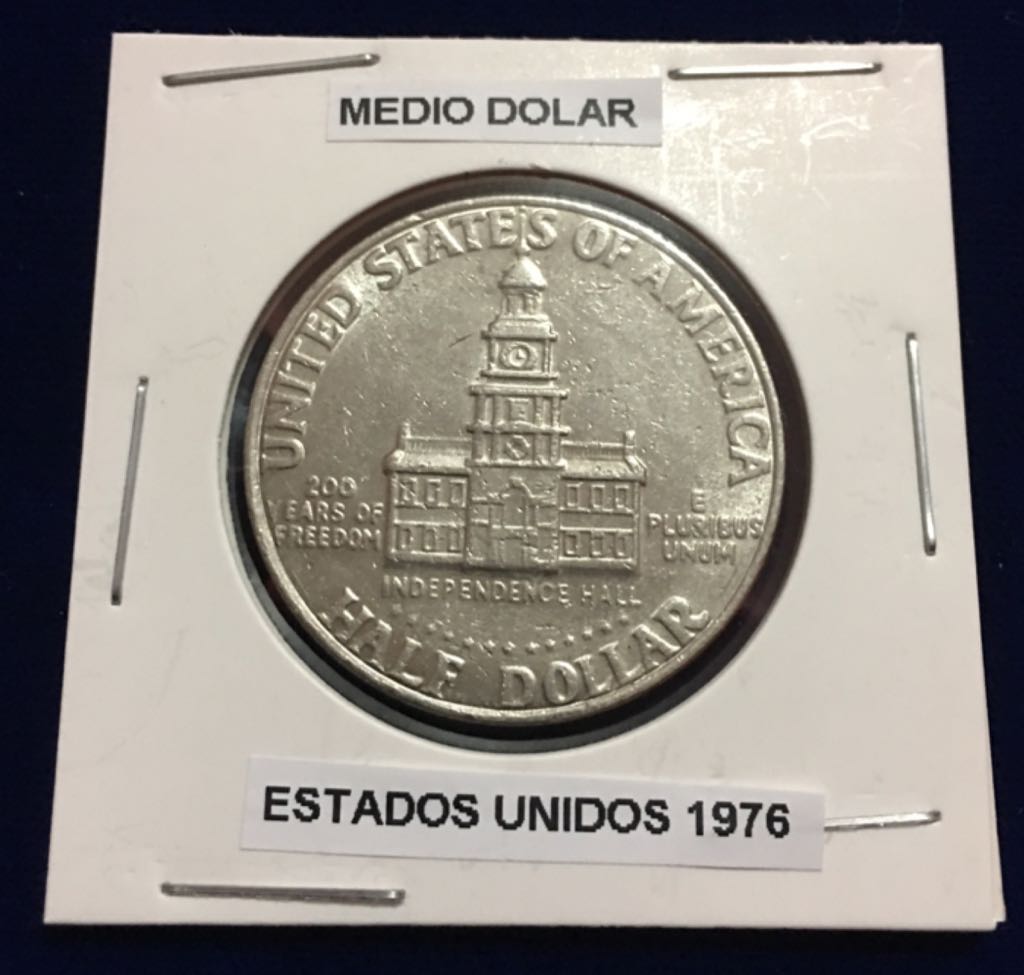 MEDIO DOLAR
UNITED STATES OF AMERICA
200
YEARS OF
FREEDOM
E
PLURIBUS
UNUM
INDEPENDENCE HALL
HALF DOLLAR
ESTADOS UNIDOS 1976